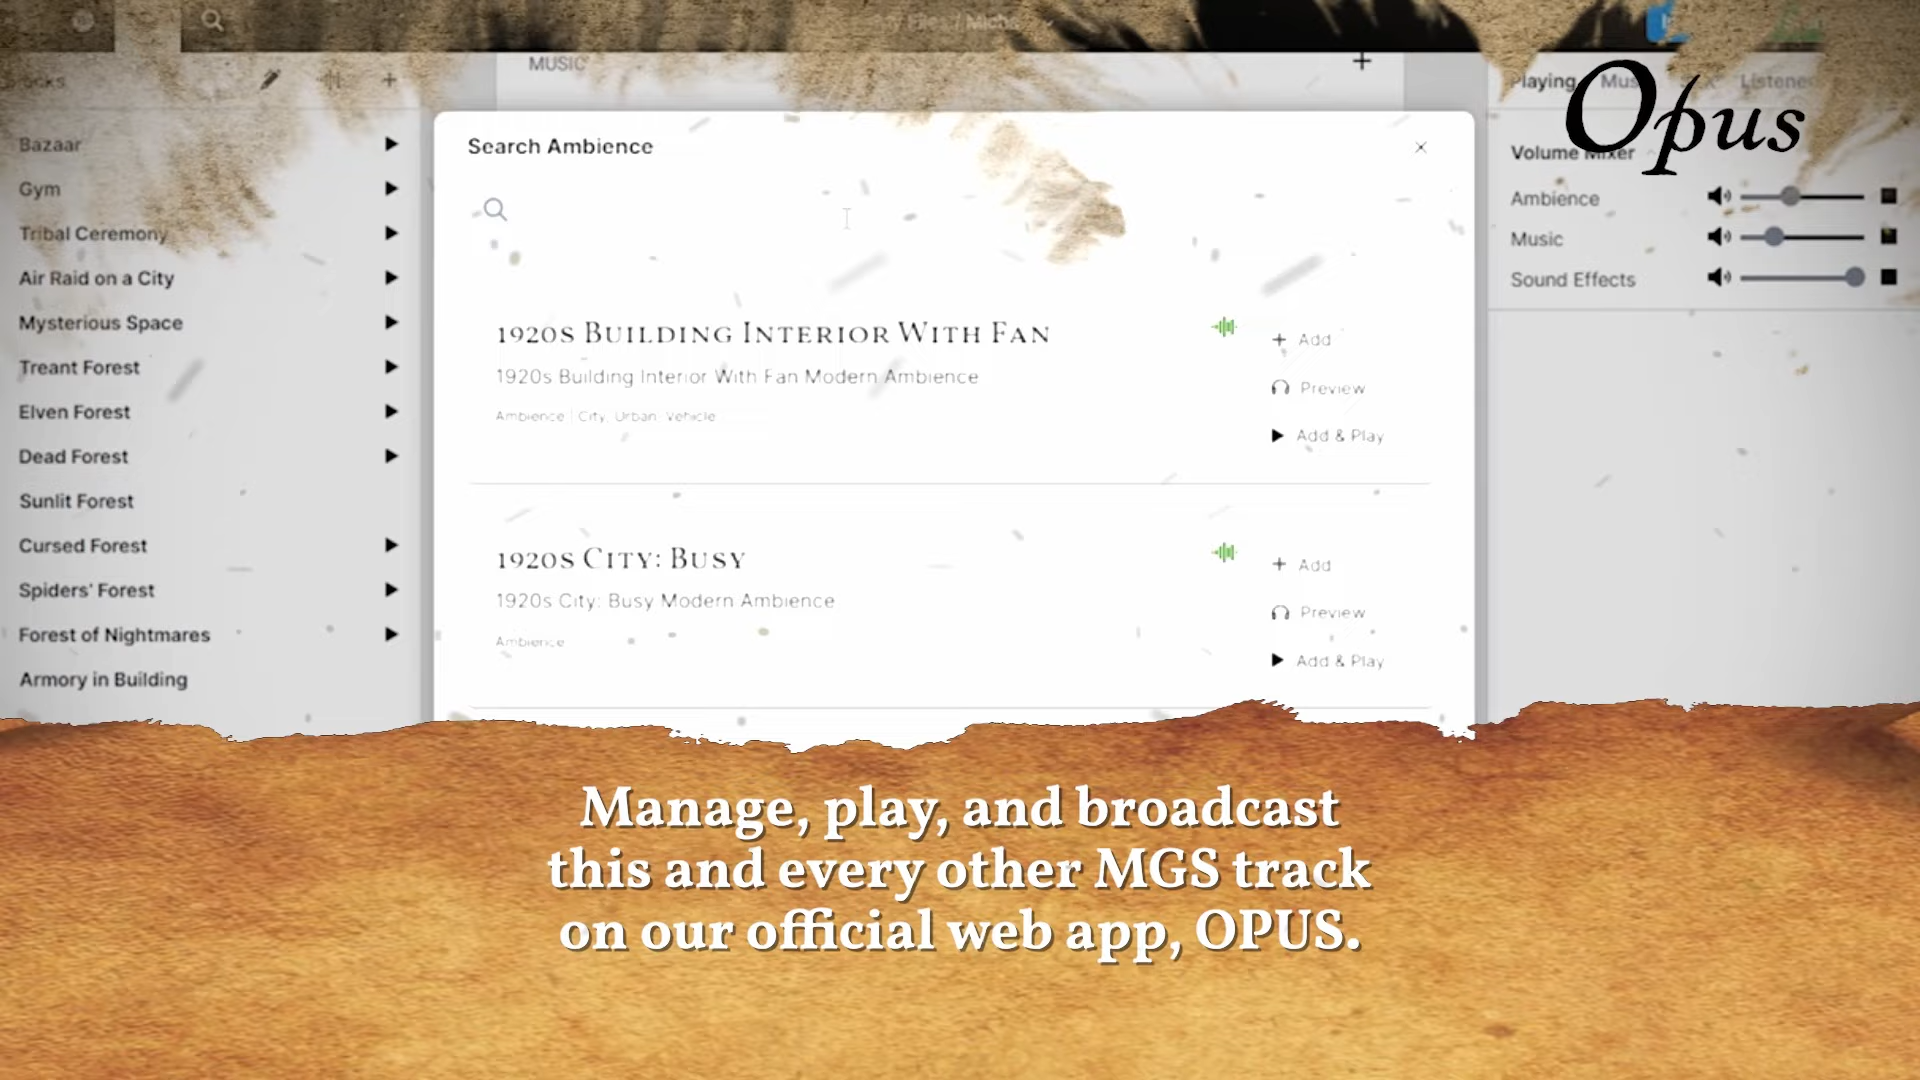 MUSIC
Playing
Listener
Opus
Bazaar
Gym
Tribal Ceremony
Air Raid on a City
Mysterious Space
Treant Forest
Elven Forest
Dead Forest
Sunlit Forest
Cursed Forest
Spiders' Forest
Forest of Nightmares
Armory in Building
Search Ambience
1920s Building Interior With Fan
1920s Building Interior With Fan Modern Ambience
Ambience | City, Urban, Vehicle
Add
Preview
Add & Play
1920s City: Busy
1920s City: Busy Modern Ambience
Ambience
Add
Preview
Add & Play
Volume Mixer
Ambience
Music
Sound Effects
Manage, play, and broadcast
this and every other MGS track
on our official web app, OPUS.